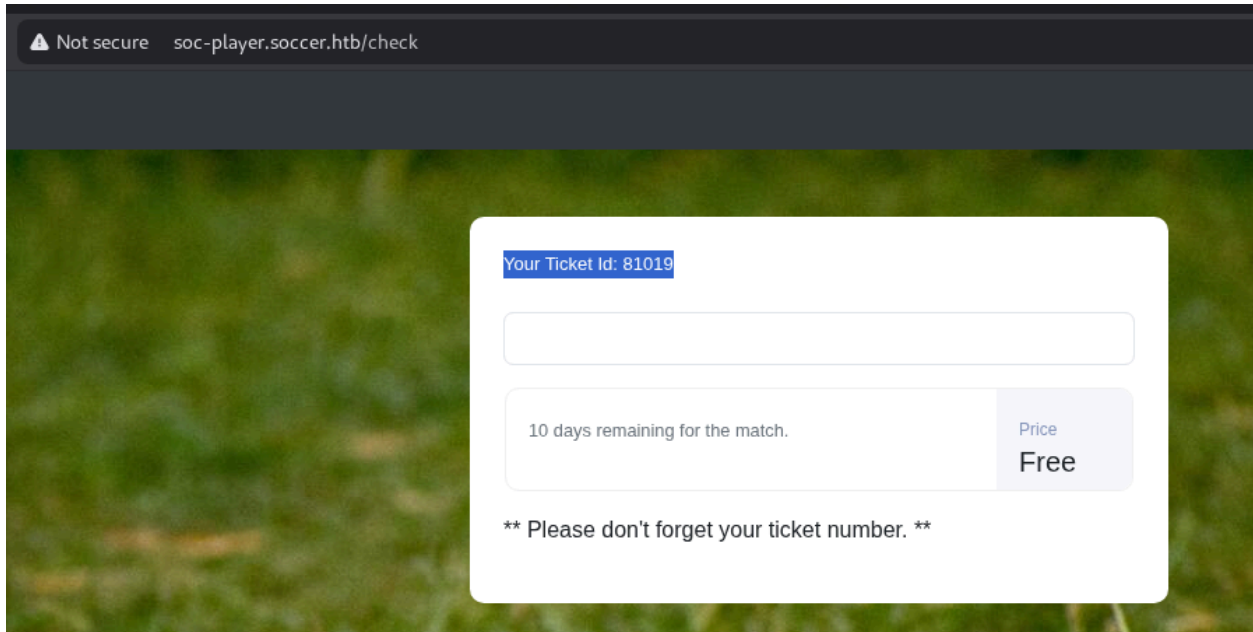 Not secure soc-player.soccer.htb/check
Your Ticket Id: 81019
10 days remaining for the match.
Price
Free
** Please don't forget your ticket number. **